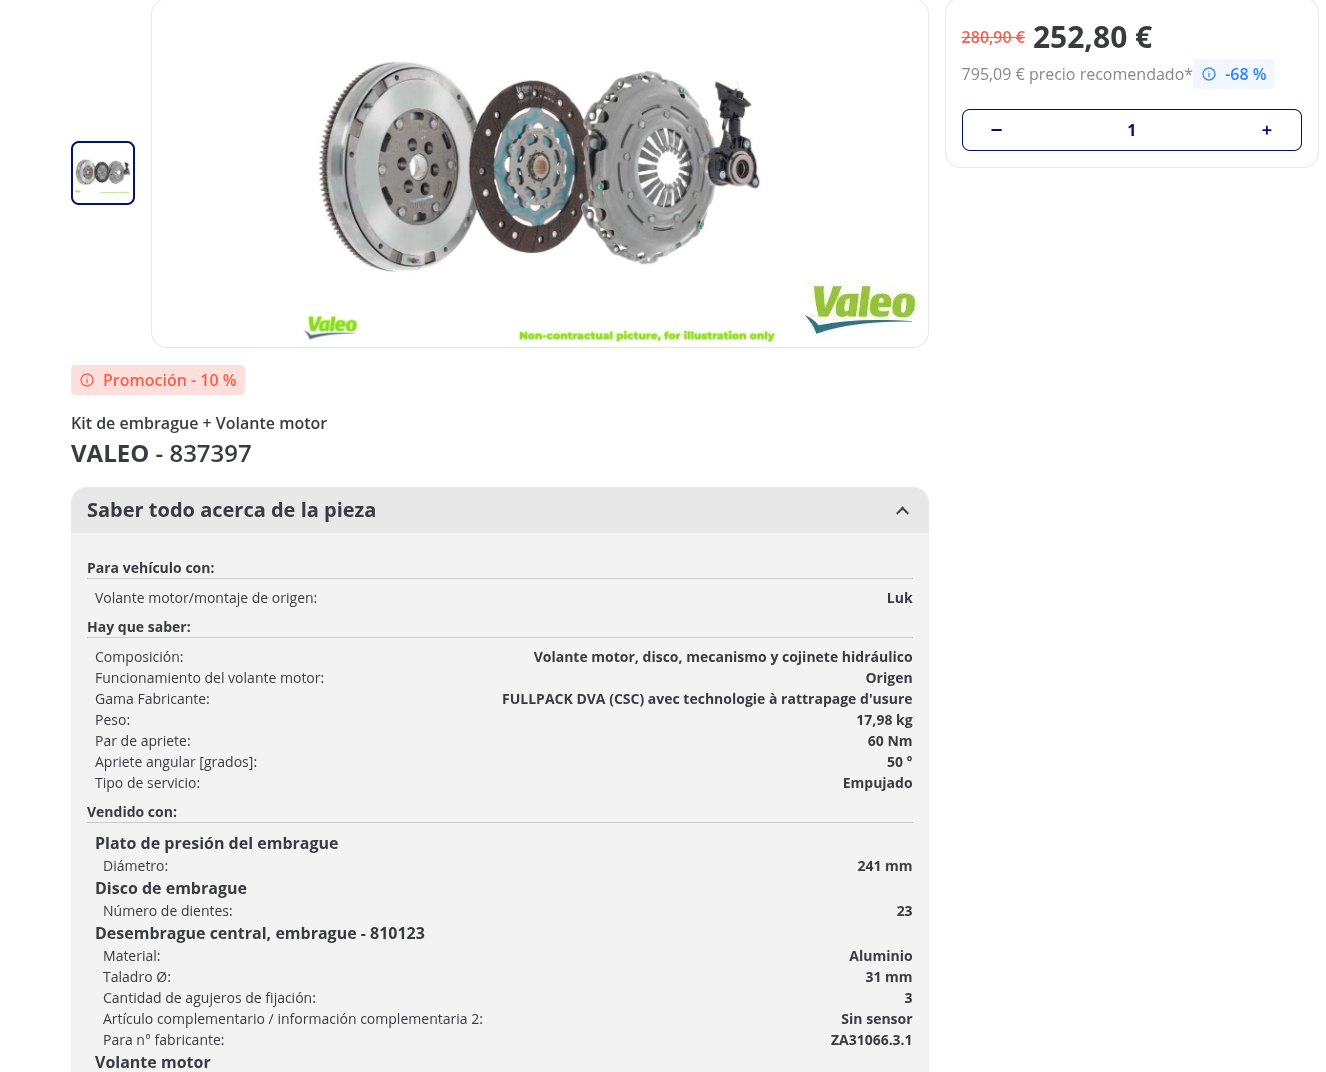 280,90 € 252,80 €
795,09 € precio recomendado* -68 %
− 1 +
Valeo
Valeo
Non-contractual picture, for illustration only
Promoción - 10 %
Kit de embrague + Volante motor
VALEO - 837397
Saber todo acerca de la pieza
Para vehículo con:
Volante motor/montaje de origen: Luk
Hay que saber:
Composición: Volante motor, disco, mecanismo y cojinete hidráulico
Funcionamiento del volante motor: Origen
Gama Fabricante: FULLPACK DVA (CSC) avec technologie à rattrapage d'usure
Peso: 17,98 kg
Par de apriete: 60 Nm
Apriete angular [grados]: 50 °
Tipo de servicio: Empujado
Vendido con:
Plato de presión del embrague
Diámetro: 241 mm
Disco de embrague
Número de dientes: 23
Desembrague central, embrague - 810123
Material: Aluminio
Taladro Ø: 31 mm
Cantidad de agujeros de fijación: 3
Artículo complementario / información complementaria 2: Sin sensor
Para n° fabricante: ZA31066.3.1
Volante motor